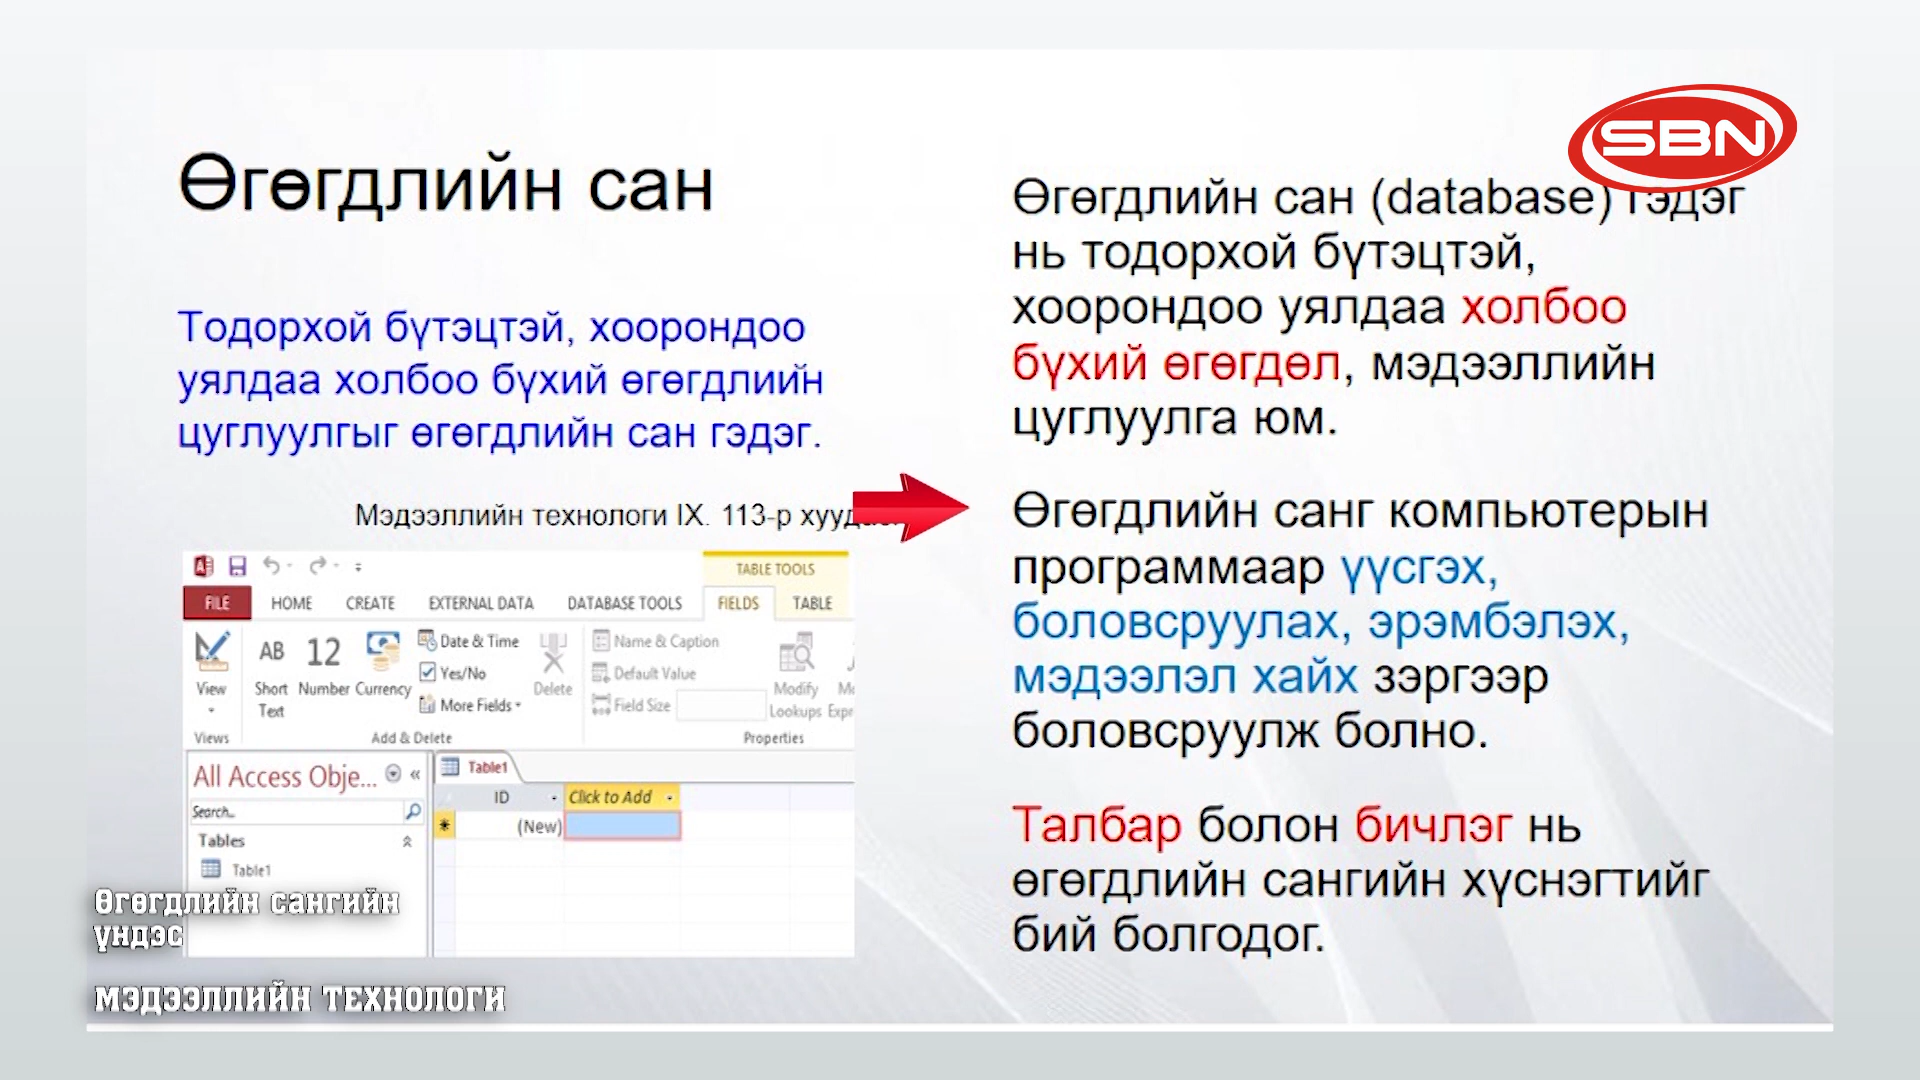 SBN
Өгөгдлийн сан
Тодорхой бүтэцтэй, хоорондоо
уялдаа холбоо бүхий өгөгдлийн
цуглуулгыг өгөгдлийн сан гэдэг.
Мэдээллийн технологи IX. 113-р
FILE HOME CREATE EXTERNAL DATA DATABASE TOOLS FIELDS TABLE
TABLE TOOLS
View
Views
AB Short Text
12 Number
Currency
Date & Time
Yes/No
More Fields
Delete
Add & Delete
Name & Caption
Default Value
Field Size
Modify Lookups
Properties
All Access Obje... «
Search..
Tables
Table1
Table1
ID Click to Add
* (New)
Өгөгдлийн сан (database) гэдэг
нь тодорхой бүтэцтэй,
хоорондоо уялдаа холбоо
бүхий өгөгдөл, мэдээллийн
цуглуулга юм.
Өгөгдлийн санг компьютерын
программаар үүсгэх,
боловсруулах, эрэмбэлэх,
мэдээлэл хайх зэргээр
боловсруулж болно.
Талбар болон бичлэг нь
өгөгдлийн сангийн хүснэгтийг
бий болгодог.
Өгөгдлийн сангийн
үндэс
МЭДЭЭЛЛИЙН ТЕХНОЛОГИ